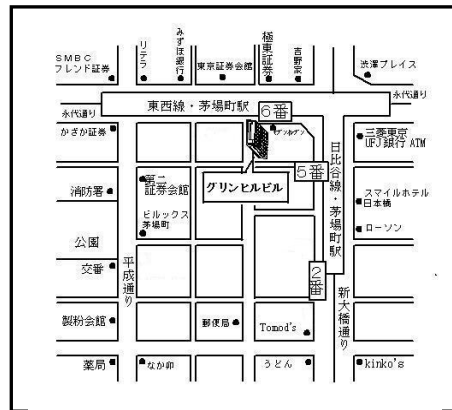 SMBC
フレンド証券
リテラ
みずほ銀行
東京証券会館
極東証券
吉野家
渋澤プレイス
永代通り
東西線・茅場町駅
6番
永代通り
かざか証券
三菱東京
UFJ銀行 ATM
日比谷線・茅場町駅
5番
消防署
第二
証券会館
グリンヒルビル
スマイルホテル
日本橋
ビルックス
茅場町
ローソン
公園
交番
平成通り
2番
新大橋通り
製粉会館
郵便局
Tomod's
薬局
なか卯
うどん
kinko's